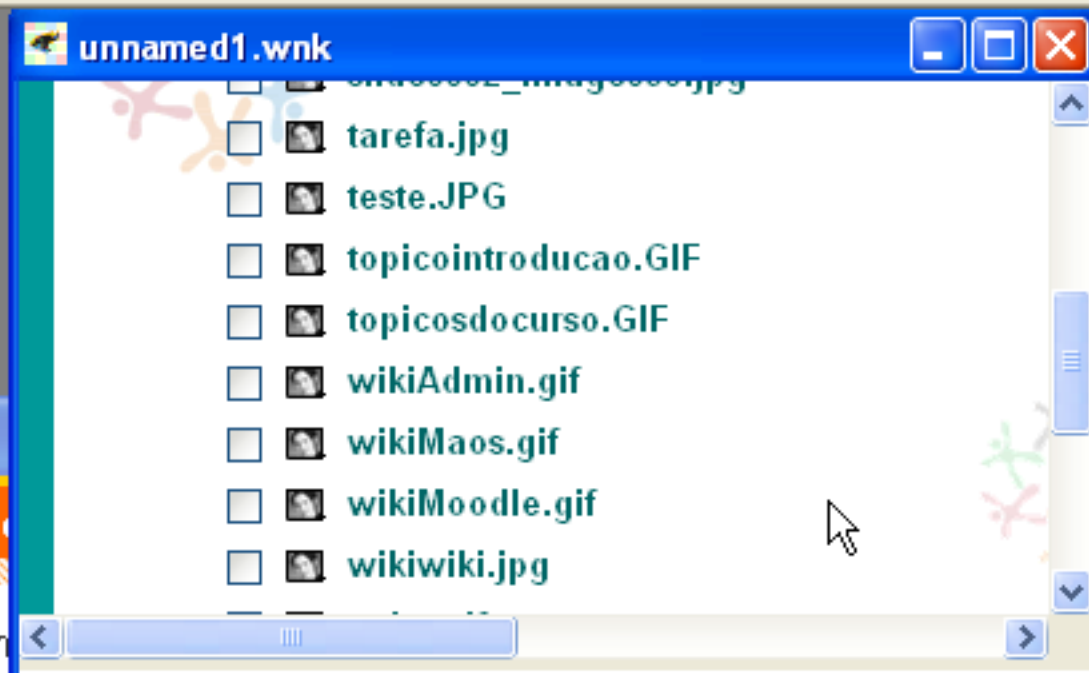 unnamed1.wnk
tarefa.jpg
teste.JPG
topicointroducao.GIF
topicosdocurso.GIF
wikiAdmin.gif
wikiMaos.gif
wikiMoodle.gif
wikiwiki.jpg